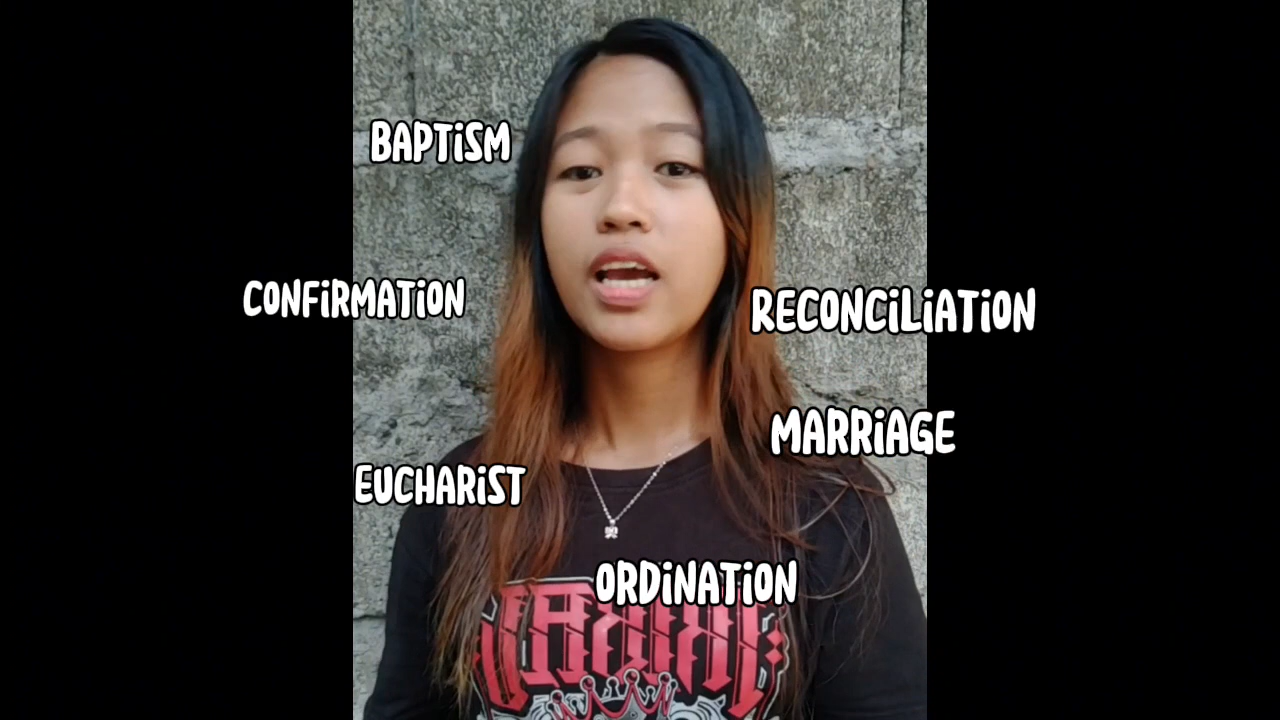 BAPTiSM
CONFiRMATiON
RECONCiLiATiON
MARRiAGE
EUCHARiST
ORDiNATiON